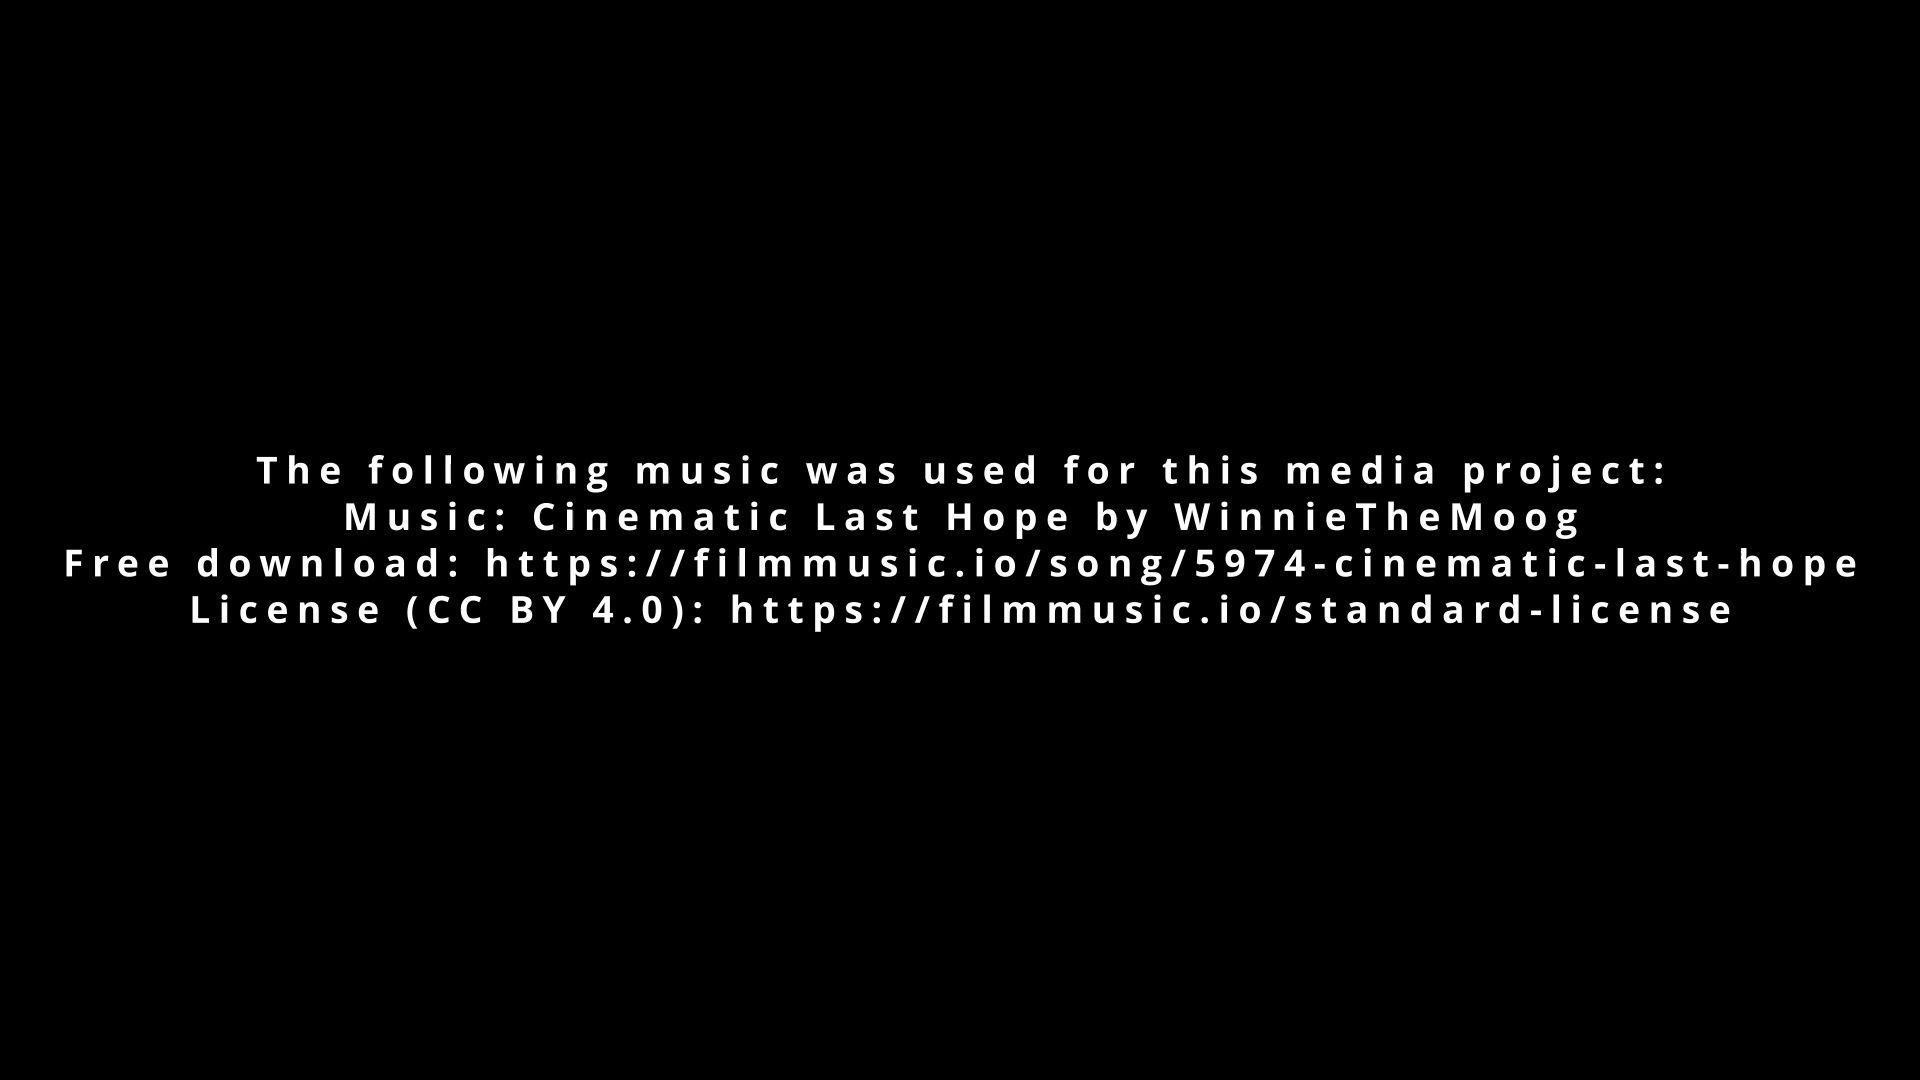 The following music was used for this media project:
Music: Cinematic Last Hope by WinnieTheMoog
Free download: https://filmmusic.io/song/5974-cinematic-last-hope
License (CC BY 4.0): https://filmmusic.io/standard-license